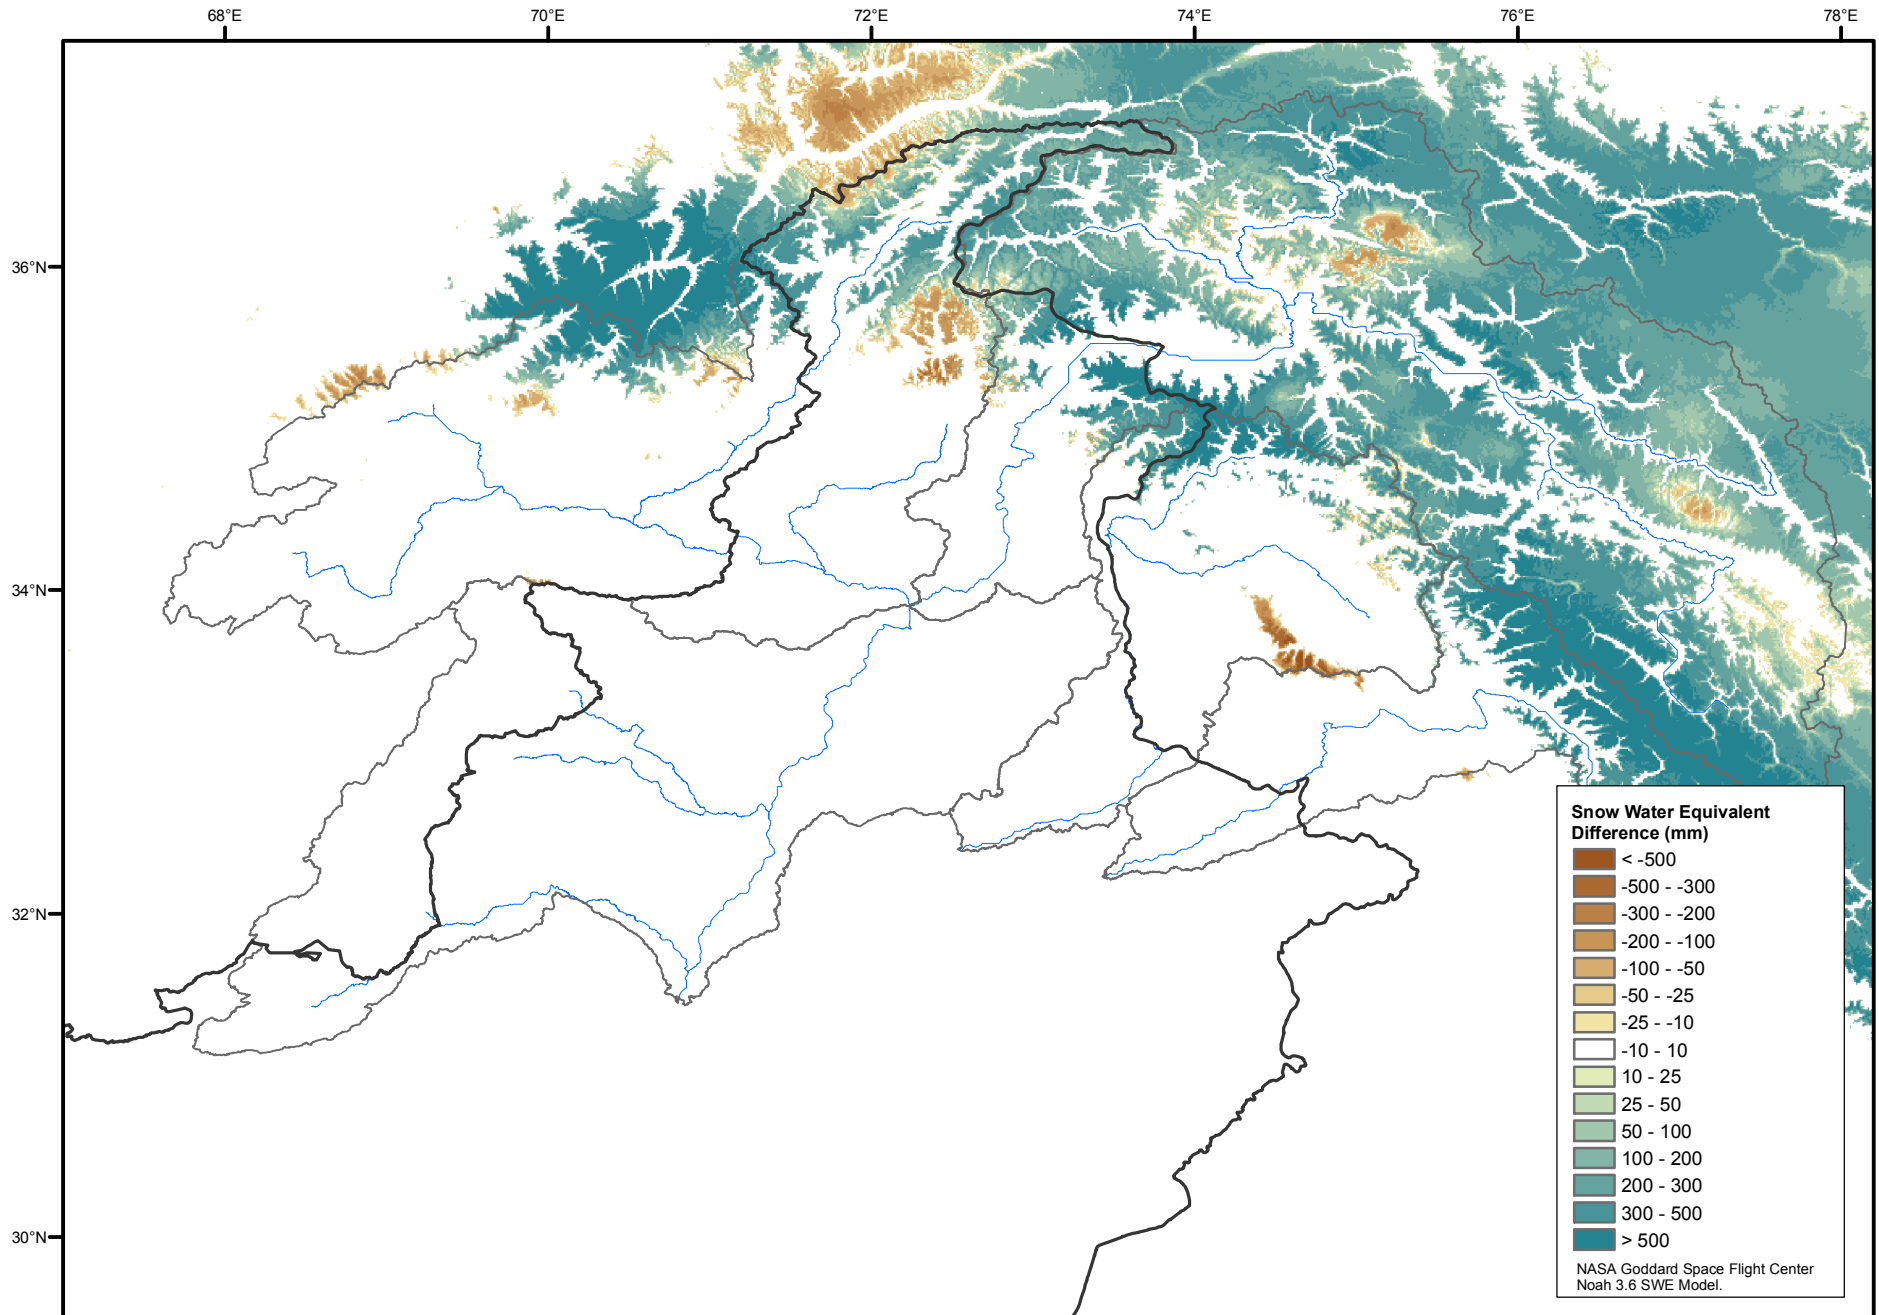 68°E 70°E 72°E 74°E 76°E 78°E
36°N
34°N
32°N
30°N
Snow Water Equivalent
Difference (mm)
< -500
-500 - -300
-300 - -200
-200 - -100
-100 - -50
-50 - -25
-25 - -10
-10 - 10
10 - 25
25 - 50
50 - 100
100 - 200
200 - 300
300 - 500
> 500
NASA Goddard Space Flight Center
Noah 3.6 SWE Model.